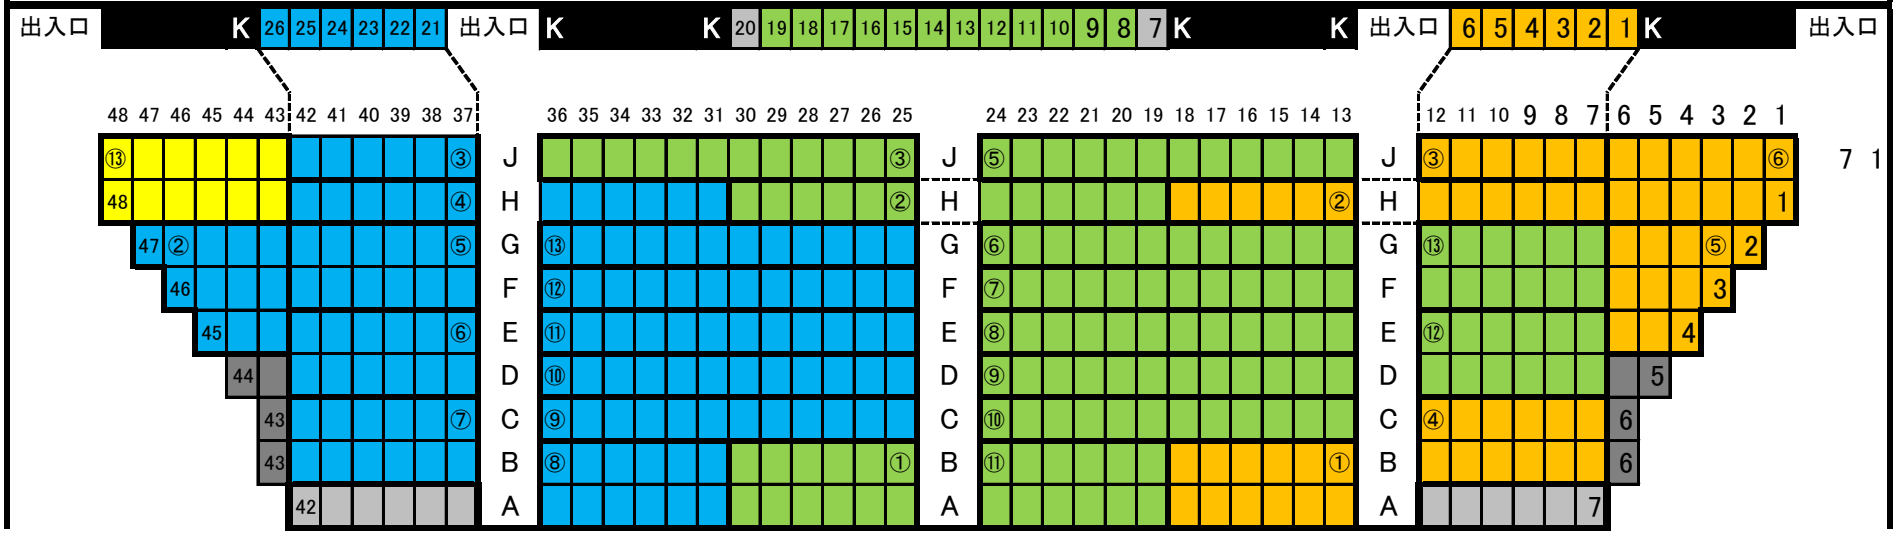 出入口 K 26 25 24 23 22 21 出入口 K K 20 19 18 17 16 15 14 13 12 11 10 9 8 7 K K 出入口 6 5 4 3 2 1 K 出入口
48 47 46 45 44 43 42 41 40 39 38 37 36 35 34 33 32 31 30 29 28 27 26 25 24 23 22 21 20 19 18 17 16 15 14 13 12 11 10 9 8 7 6 5 4 3 2 1
⑬ ③ J ③ J ⑤ J ③ ⑥ 7 1
48 ④ H ② H ② H 1
47 ② ⑤ G ⑬ G ⑥ G ⑬ ⑤ 2
46 F ⑫ F ⑦ F 3
45 ⑥ E ⑪ E ⑧ E ⑫ 4
44 D ⑩ D ⑨ D 5
43 ⑦ C ⑨ C ⑩ C ④ 6
43 B ⑧ ① B ⑪ ① B 6
42 A A A 7